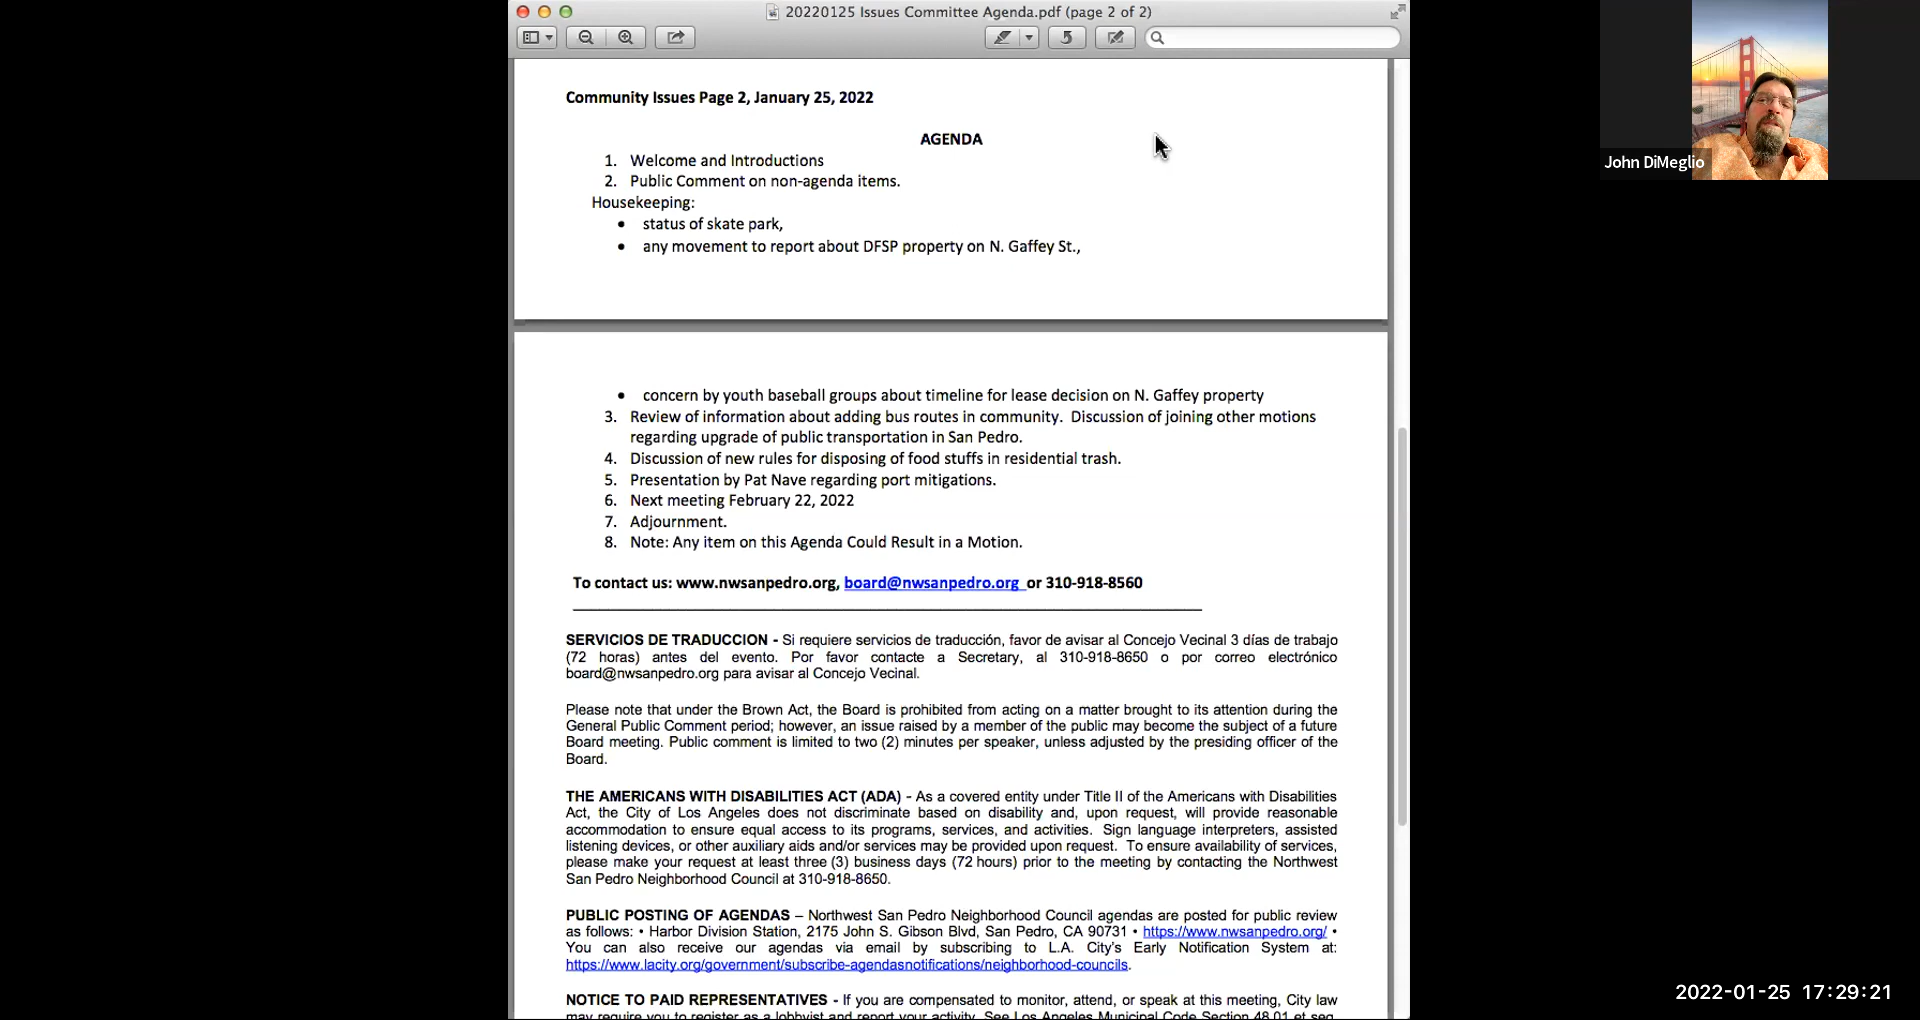 20220125 Issues Committee Agenda.pdf (page 2 of 2)
John DiMeglio
Community Issues Page 2, January 25, 2022
AGENDA
1. Welcome and Introductions
2. Public Comment on non-agenda items.
Housekeeping:
• status of skate park,
• any movement to report about DFSP property on N. Gaffey St.,
• concern by youth baseball groups about timeline for lease decision on N. Gaffey property
3. Review of information about adding bus routes in community. Discussion of joining other motions
regarding upgrade of public transportation in San Pedro.
4. Discussion of new rules for disposing of food stuffs in residential trash.
5. Presentation by Pat Nave regarding port mitigations.
6. Next meeting February 22, 2022
7. Adjournment.
8. Note: Any item on this Agenda Could Result in a Motion.
To contact us: www.nwsanpedro.org, board@nwsanpedro.org or 310-918-8560
SERVICIOS DE TRADUCCION - Si requiere servicios de traducción, favor de avisar al Concejo Vecinal 3 días de trabajo
(72 horas) antes del evento. Por favor contacte a Secretary, al 310-918-8650 o por correo electrónico
board@nwsanpedro.org para avisar al Concejo Vecinal.
Please note that under the Brown Act, the Board is prohibited from acting on a matter brought to its attention during the
General Public Comment period; however, an issue raised by a member of the public may become the subject of a future
Board meeting. Public comment is limited to two (2) minutes per speaker, unless adjusted by the presiding officer of the
Board.
THE AMERICANS WITH DISABILITIES ACT (ADA) - As a covered entity under Title II of the Americans with Disabilities
Act, the City of Los Angeles does not discriminate based on disability and, upon request, will provide reasonable
accommodation to ensure equal access to its programs, services, and activities. Sign language interpreters, assisted
listening devices, or other auxiliary aids and/or services may be provided upon request. To ensure availability of services,
please make your request at least three (3) business days (72 hours) prior to the meeting by contacting the Northwest
San Pedro Neighborhood Council at 310-918-8650.
PUBLIC POSTING OF AGENDAS – Northwest San Pedro Neighborhood Council agendas are posted for public review
as follows: • Harbor Division Station, 2175 John S. Gibson Blvd, San Pedro, CA 90731 • https://www.nwsanpedro.org/ •
You can also receive our agendas via email by subscribing to L.A. City's Early Notification System at:
https://www.lacity.org/government/subscribe-agendasnotifications/neighborhood-councils.
NOTICE TO PAID REPRESENTATIVES - If you are compensated to monitor, attend, or speak at this meeting, City law
may require you to register as a lobbyist and report your activity. See Los Angeles Municipal Code Section 48.01 et seq.
2022-01-25 17:29:21